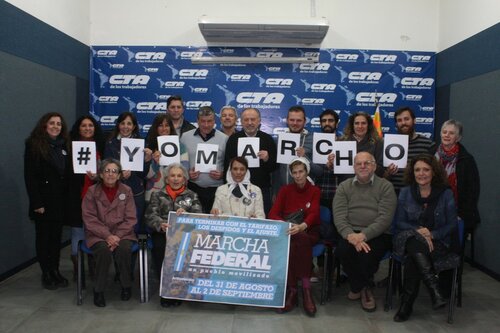 CTA
de los trabajadores
#YOMARCHO
PARA TERMINAR CON EL TARIFAZO,
LOS DESPIDOS Y EL AJUSTE,
MARCHA
FEDERAL
un pueblo movilizado
DEL 31 DE AGOSTO
AL 2 DE SEPTIEMBRE